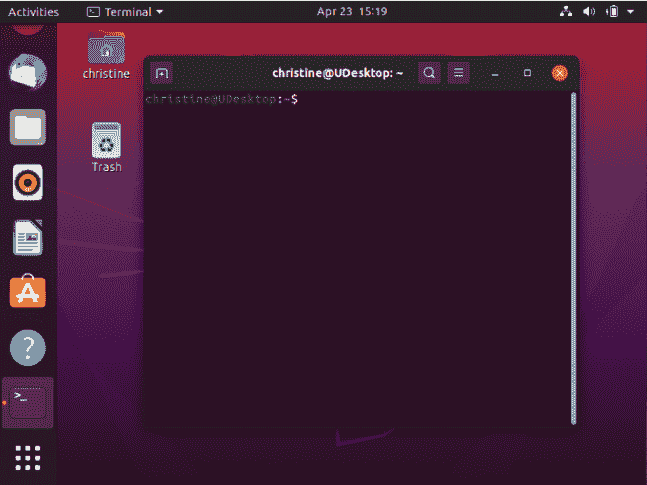 Activities Terminal Apr 23 15:19
christine
Trash
christine@UDesktop: ~
christine@UDesktop:~$